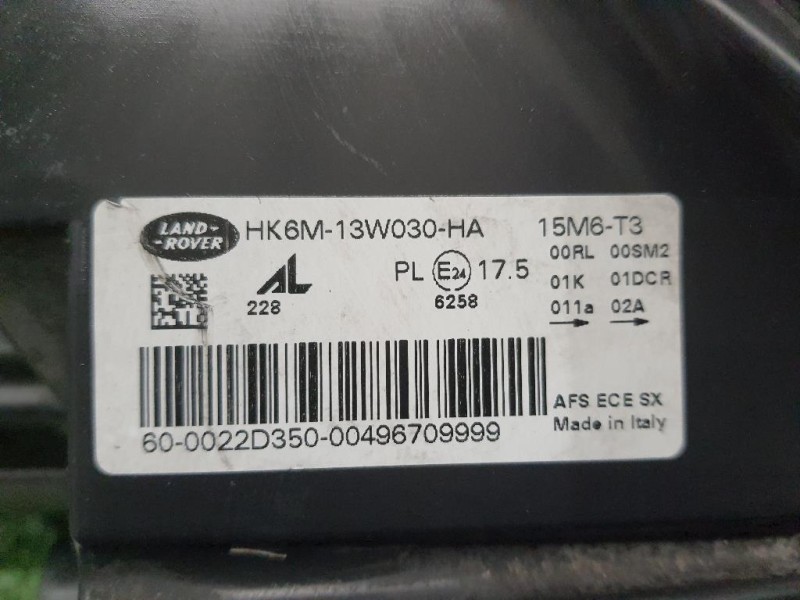 LAND-
-ROVER
HK6M-13W030-HA 15M6-T3
00RL 00SM2
AL PL E24 17.5 01K 01DCR
228 6258 011a 02A
AFS ECE SX
Made in Italy
60-0022D350-00496709999